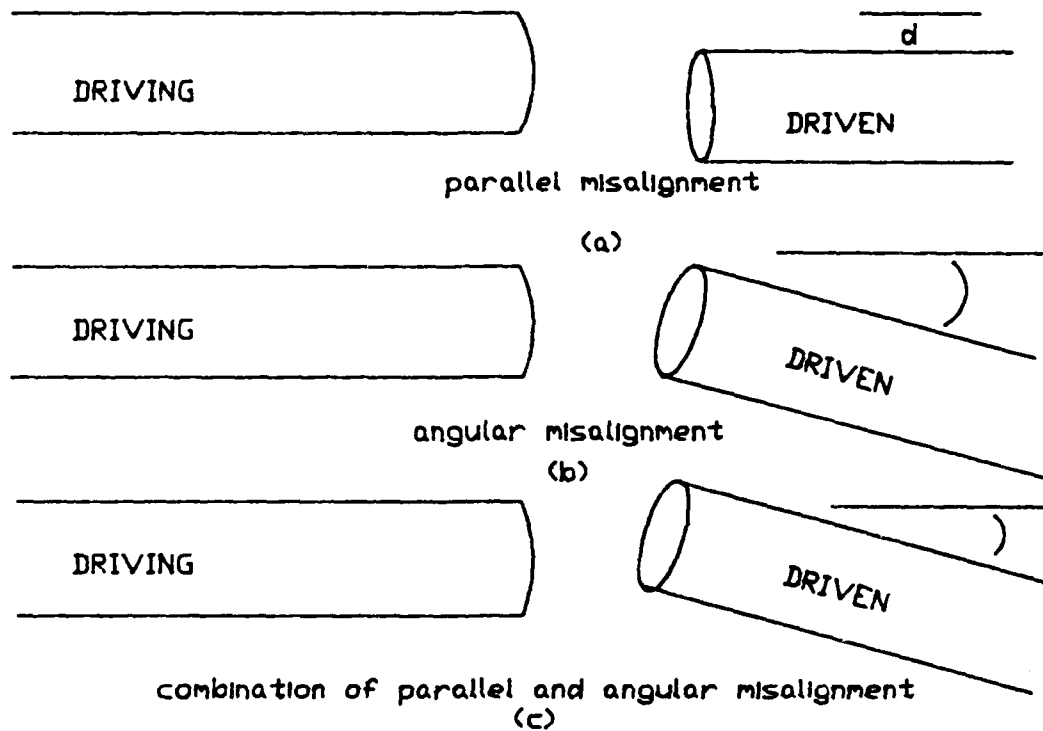 d
DRIVING
DRIVEN
parallel misalignment
(a)
DRIVING
DRIVEN
angular misalignment
(b)
DRIVING
DRIVEN
combination of parallel and angular misalignment
(c)